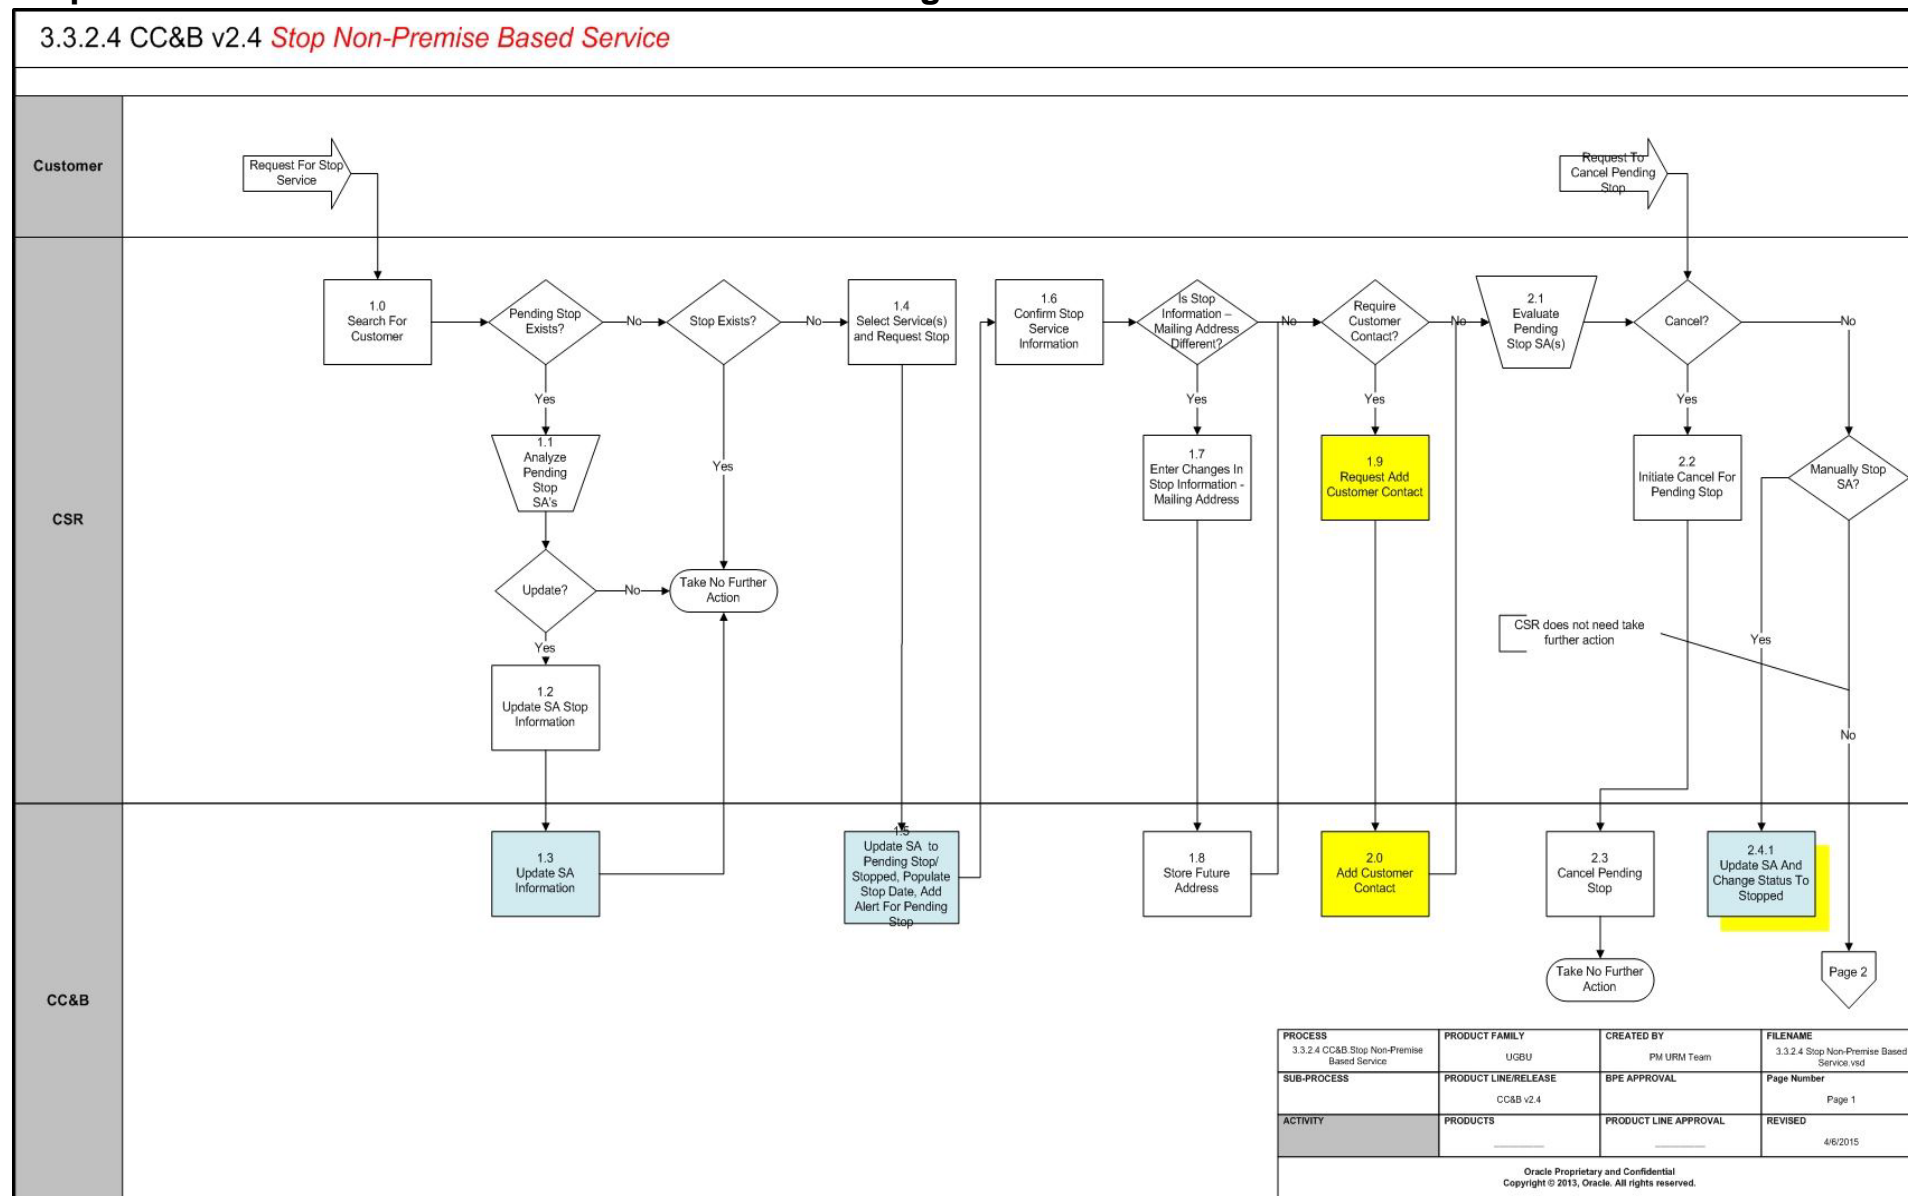 3.3.2.4 CC&B v2.4 Stop Non-Premise Based Service
Customer
Request For Stop
Service
Request To
Cancel Pending
Stop
CSR
1.0
Search For
Customer
Pending Stop
Exists?
No
Stop Exists?
No
1.4
Select Service(s)
and Request Stop
1.6
Confirm Stop
Service
Information
Is Stop
Information –
Mailing Address
Different?
No
Require
Customer
Contact?
No
2.1
Evaluate
Pending
Stop SA(s)
Cancel?
No
Yes
Yes
Yes
Yes
Yes
1.1
Analyze
Pending
Stop
SA's
1.7
Enter Changes In
Stop Information -
Mailing Address
1.9
Request Add
Customer Contact
2.2
Initiate Cancel For
Pending Stop
Manually Stop
SA?
Update?
No
Take No Further
Action
CSR does not need take
further action
Yes
Yes
1.2
Update SA Stop
Information
No
CC&B
1.3
Update SA
Information
1.5
Update SA to
Pending Stop/
Stopped, Populate
Stop Date, Add
Alert For Pending
Stop
1.8
Store Future
Address
2.0
Add Customer
Contact
2.3
Cancel Pending
Stop
2.4.1
Update SA And
Change Status To
Stopped
Take No Further
Action
Page 2
PROCESS
3.3.2.4 CC&B.Stop Non-Premise
Based Service
PRODUCT FAMILY
UGBU
CREATED BY
PM URM Team
FILENAME
3.3.2.4 Stop Non-Premise Based
Service.vsd
SUB-PROCESS
PRODUCT LINE/RELEASE
CC&B v2.4
BPE APPROVAL
Page Number
Page 1
ACTIVITY
PRODUCTS
PRODUCT LINE APPROVAL
REVISED
4/6/2015
Oracle Proprietary and Confidential
Copyright © 2013, Oracle. All rights reserved.